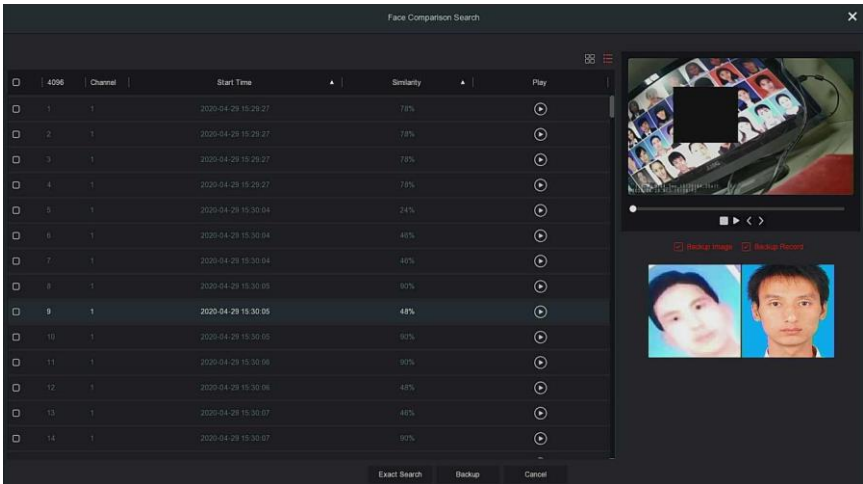 Face Comparison Search
4096 Channel Start Time Similarity Play
1 1 2020-04-29 15:29:27 78%
2 1 2020-04-29 15:29:27 78%
3 1 2020-04-29 15:29:27 78%
4 1 2020-04-29 15:29:27 78%
5 1 2020-04-29 15:30:04 24%
6 1 2020-04-29 15:30:04 46%
7 1 2020-04-29 15:30:04 46%
8 1 2020-04-29 15:30:05 90%
9 1 2020-04-29 15:30:05 48%
10 1 2020-04-29 15:30:05 90%
11 1 2020-04-29 15:30:06 90%
12 1 2020-04-29 15:30:06 48%
13 1 2020-04-29 15:30:07 46%
14 1 2020-04-29 15:30:07 90%
Backup Image Backup Record
Exact Search Backup Cancel